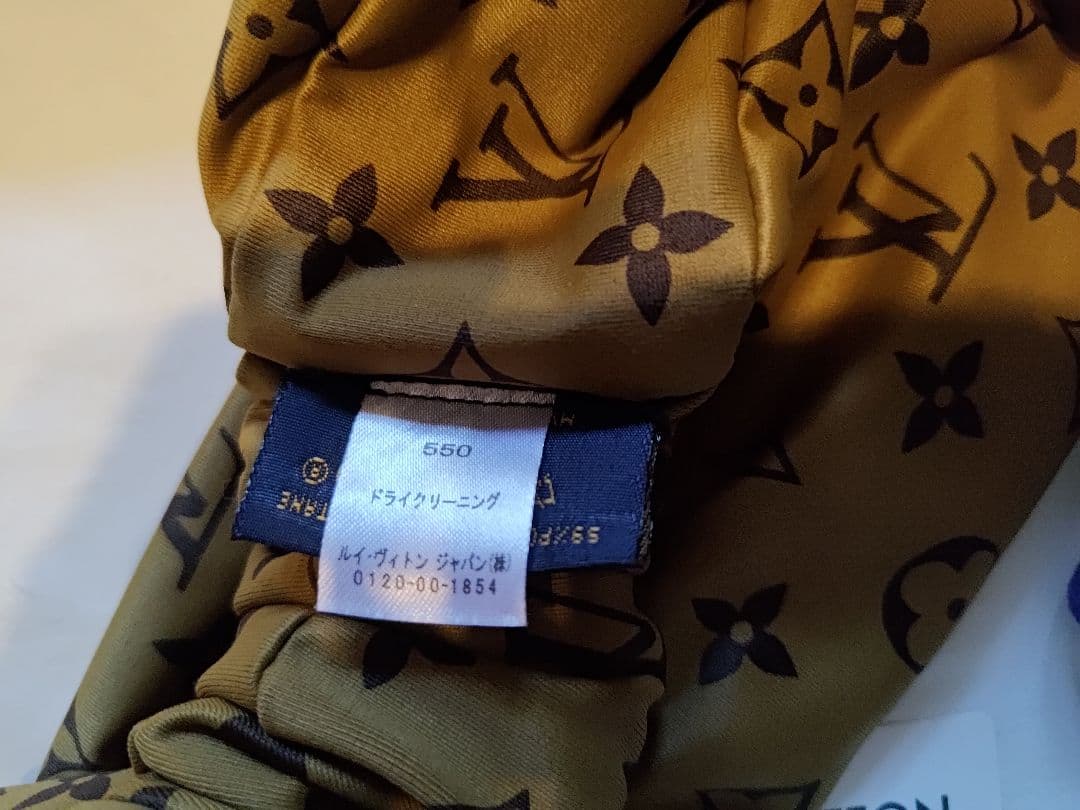 550
ドライクリーニング
ルイ・ヴィトン ジャパン(株)
0120-00-1854
®